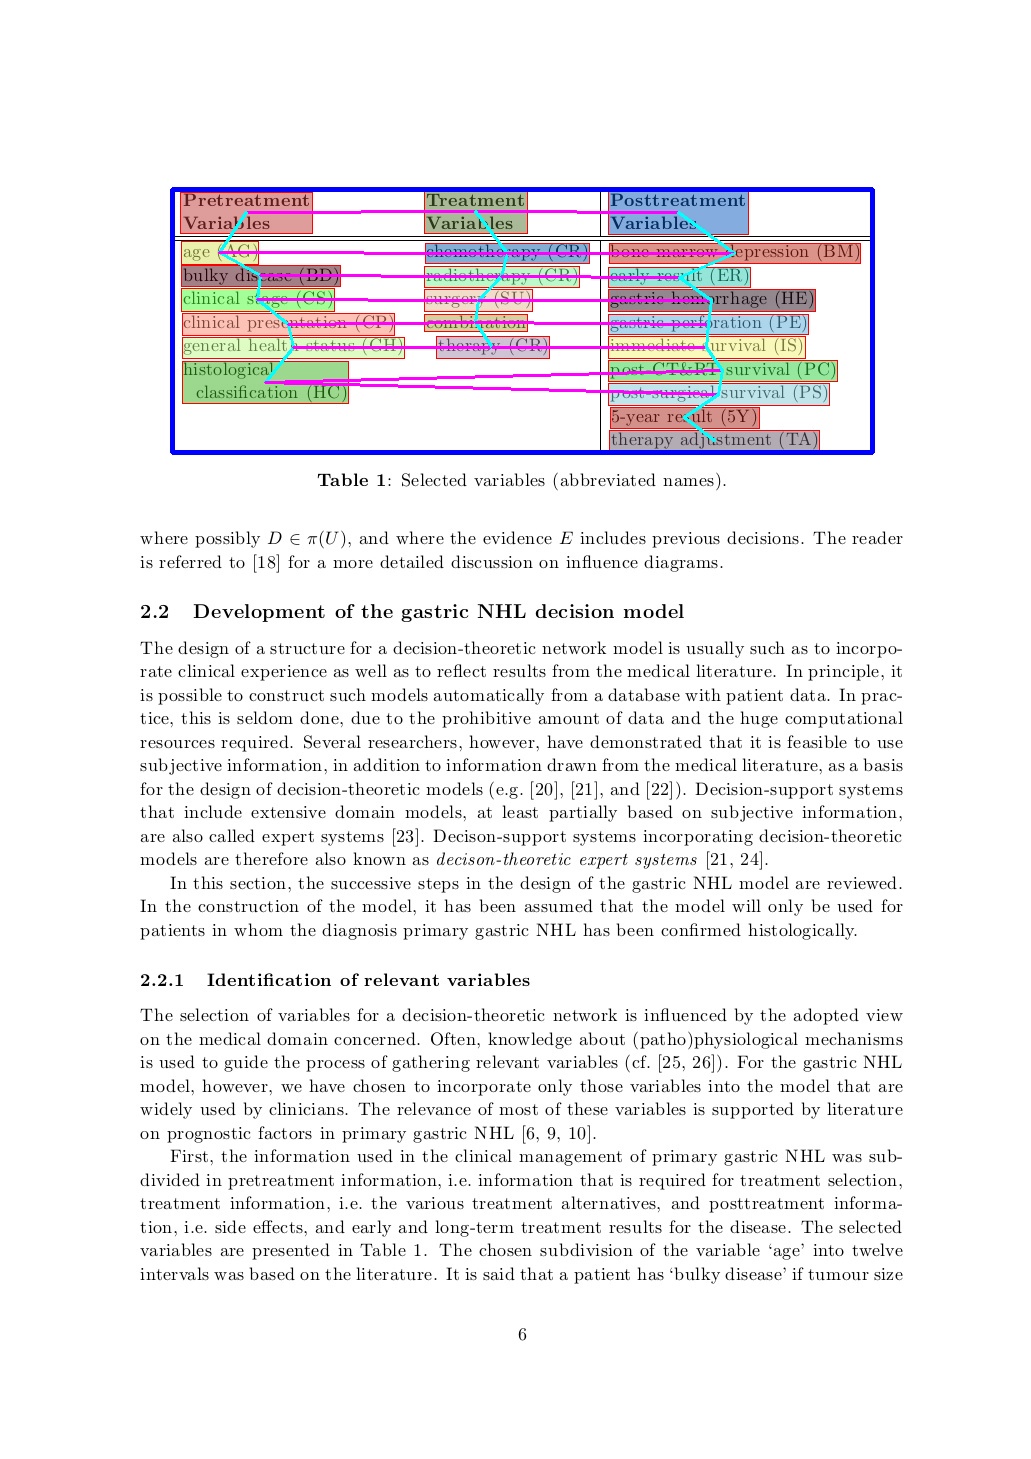 Pretreatment Treatment Posttreatment
Variables Variables Variables
age (AG) chemotherapy (CR) bone-marrow depression (BM)
bulky disease (BD) radiotherapy (CR) early result (ER)
clinical stage (CS) surgery (SU) gastric hemorrhage (HE)
clinical presentation (CP) combination gastric perforation (PE)
general health status (GH) therapy (CR) immediate survival (IS)
histological post-CT&RT survival (PC)
classification (HC) post-surgical survival (PS)
5-year result (5Y)
therapy adjustment (TA)
Table 1: Selected variables (abbreviated names).
where possibly D ∈ π(U), and where the evidence E includes previous decisions. The reader
is referred to [18] for a more detailed discussion on influence diagrams.
2.2 Development of the gastric NHL decision model
The design of a structure for a decision-theoretic network model is usually such as to incorpo-
rate clinical experience as well as to reflect results from the medical literature. In principle, it
is possible to construct such models automatically from a database with patient data. In prac-
tice, this is seldom done, due to the prohibitive amount of data and the huge computational
resources required. Several researchers, however, have demonstrated that it is feasible to use
subjective information, in addition to information drawn from the medical literature, as a basis
for the design of decision-theoretic models (e.g. [20], [21], and [22]). Decision-support systems
that include extensive domain models, at least partially based on subjective information,
are also called expert systems [23]. Decison-support systems incorporating decision-theoretic
models are therefore also known as decison-theoretic expert systems [21, 24].
In this section, the successive steps in the design of the gastric NHL model are reviewed.
In the construction of the model, it has been assumed that the model will only be used for
patients in whom the diagnosis primary gastric NHL has been confirmed histologically.
2.2.1 Identification of relevant variables
The selection of variables for a decision-theoretic network is influenced by the adopted view
on the medical domain concerned. Often, knowledge about (patho)physiological mechanisms
is used to guide the process of gathering relevant variables (cf. [25, 26]). For the gastric NHL
model, however, we have chosen to incorporate only those variables into the model that are
widely used by clinicians. The relevance of most of these variables is supported by literature
on prognostic factors in primary gastric NHL [6, 9, 10].
First, the information used in the clinical management of primary gastric NHL was sub-
divided in pretreatment information, i.e. information that is required for treatment selection,
treatment information, i.e. the various treatment alternatives, and posttreatment informa-
tion, i.e. side effects, and early and long-term treatment results for the disease. The selected
variables are presented in Table 1. The chosen subdivision of the variable ‘age’ into twelve
intervals was based on the literature. It is said that a patient has ‘bulky disease’ if tumour size
6